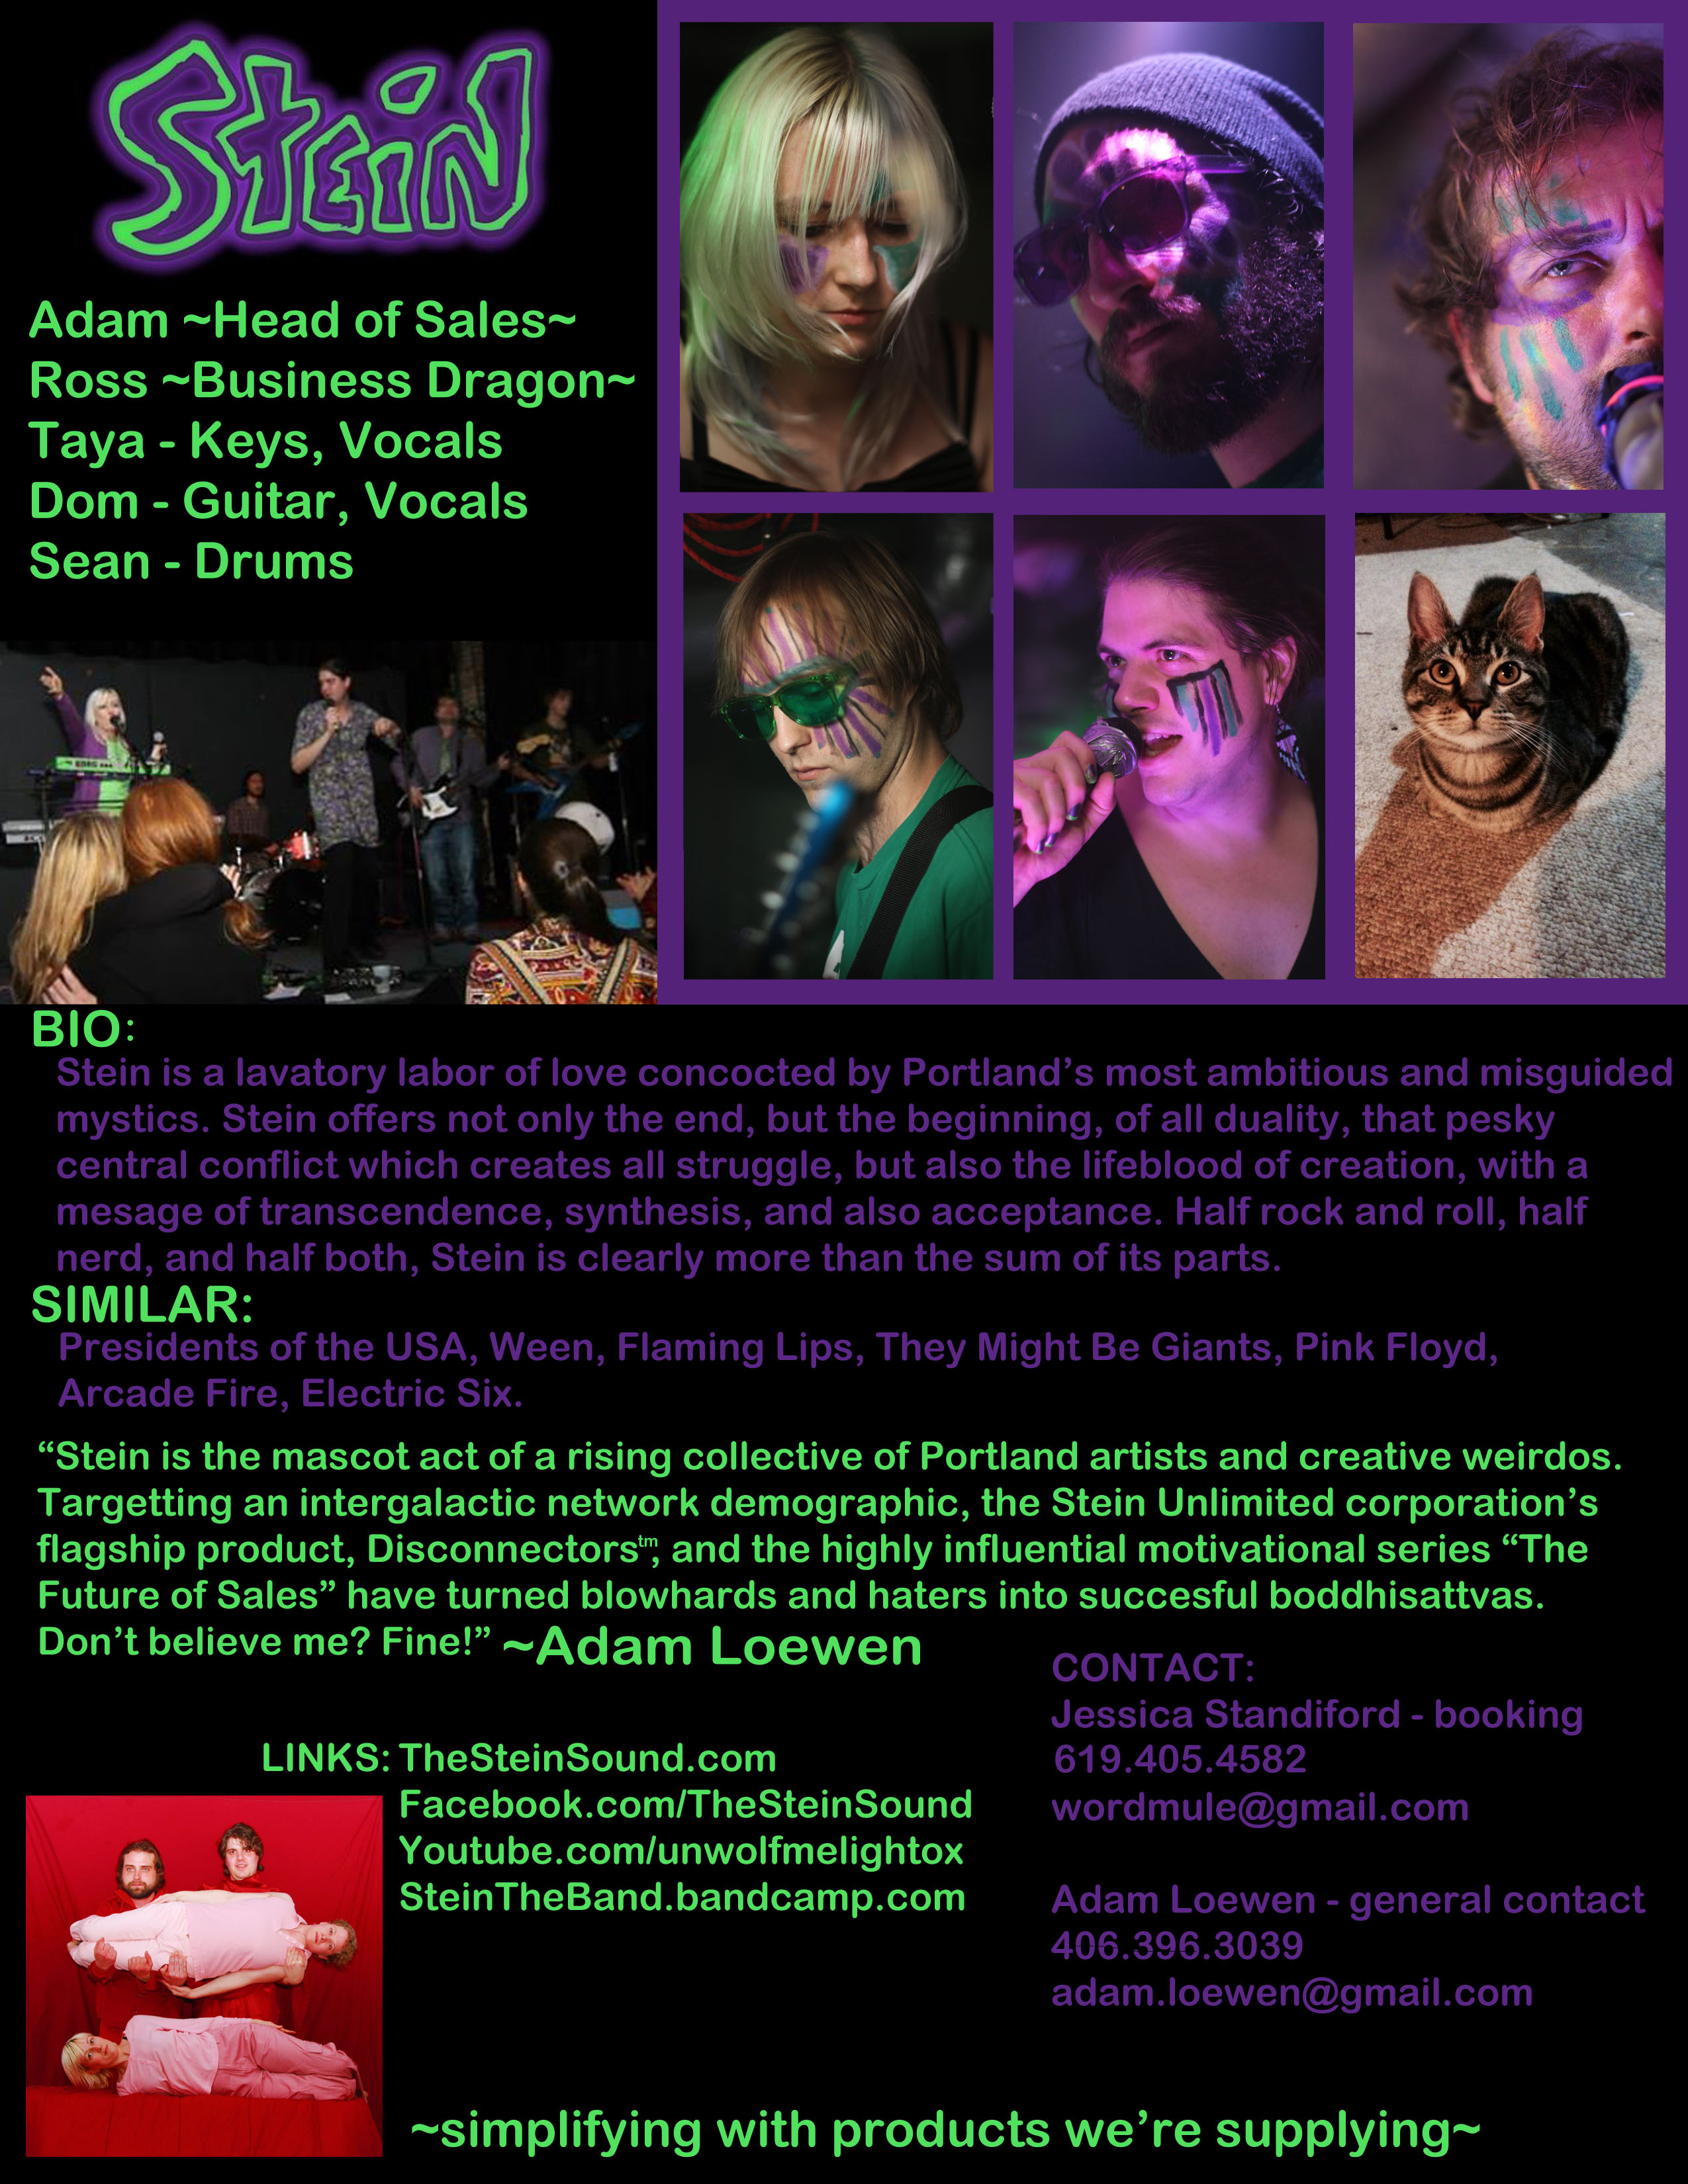 Stein
Adam ~Head of Sales~
Ross ~Business Dragon~
Taya - Keys, Vocals
Dom - Guitar, Vocals
Sean - Drums
KORG
BIO:
Stein is a lavatory labor of love concocted by Portland's most ambitious and misguided
mystics. Stein offers not only the end, but the beginning, of all duality, that pesky
central conflict which creates all struggle, but also the lifeblood of creation, with a
mesage of transcendence, synthesis, and also acceptance. Half rock and roll, half
nerd, and half both, Stein is clearly more than the sum of its parts.
SIMILAR:
Presidents of the USA, Ween, Flaming Lips, They Might Be Giants, Pink Floyd,
Arcade Fire, Electric Six.
“Stein is the mascot act of a rising collective of Portland artists and creative weirdos.
Targetting an intergalactic network demographic, the Stein Unlimited corporation's
flagship product, Disconnectors™, and the highly influential motivational series “The
Future of Sales” have turned blowhards and haters into succesful boddhisattvas.
Don't believe me? Fine!” ~Adam Loewen
CONTACT:
Jessica Standiford - booking
619.405.4582
wordmule@gmail.com
Adam Loewen - general contact
406.396.3039
adam.loewen@gmail.com
LINKS: TheSteinSound.com
Facebook.com/TheSteinSound
Youtube.com/unwolfmelightox
SteinTheBand.bandcamp.com
~simplifying with products we're supplying~